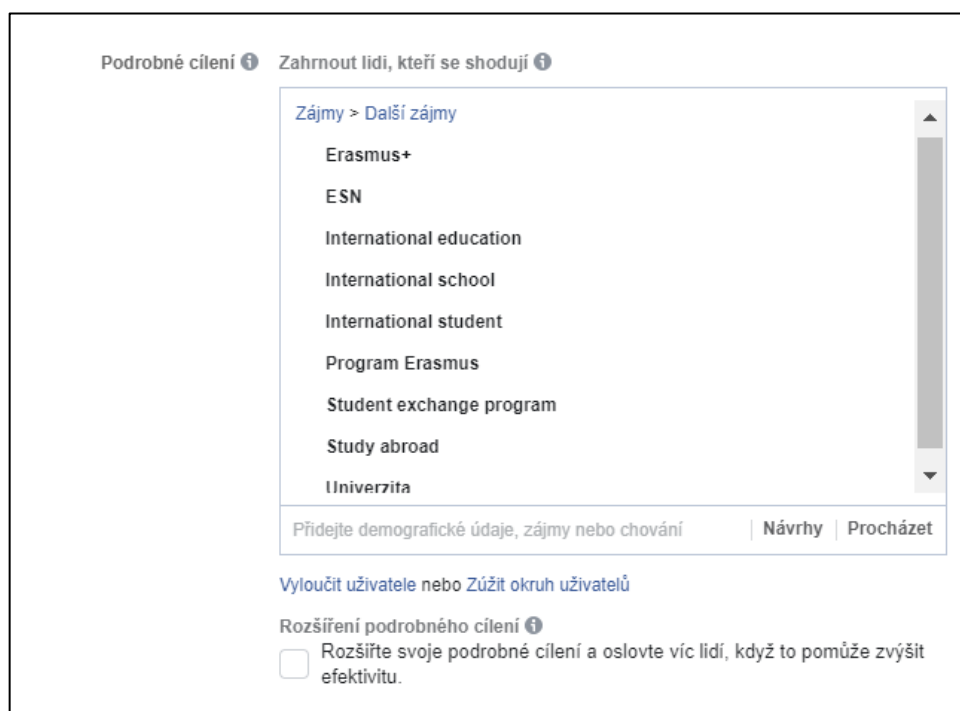 Podrobné cílení Zahrnout lidi, kteří se shodují
Zájmy > Další zájmy
Erasmus+
ESN
International education
International school
International student
Program Erasmus
Student exchange program
Study abroad
Univerzita
Přidejte demografické údaje, zájmy nebo chování Návrhy Procházet
Vyloučit uživatele nebo Zúžit okruh uživatelů
Rozšíření podrobného cílení
Rozšiřte svoje podrobné cílení a oslovte víc lidí, když to pomůže zvýšit
efektivitu.